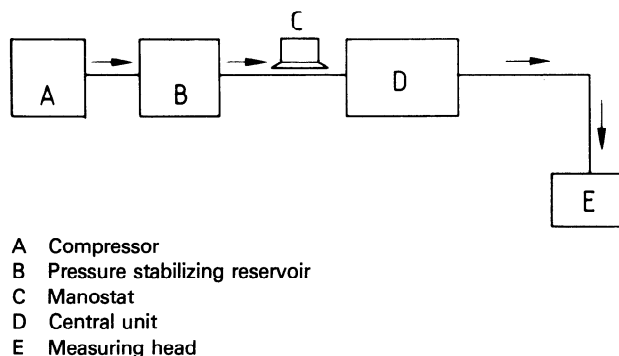 C
A
B
D
E
A Compressor
B Pressure stabilizing reservoir
C Manostat
D Central unit
E Measuring head